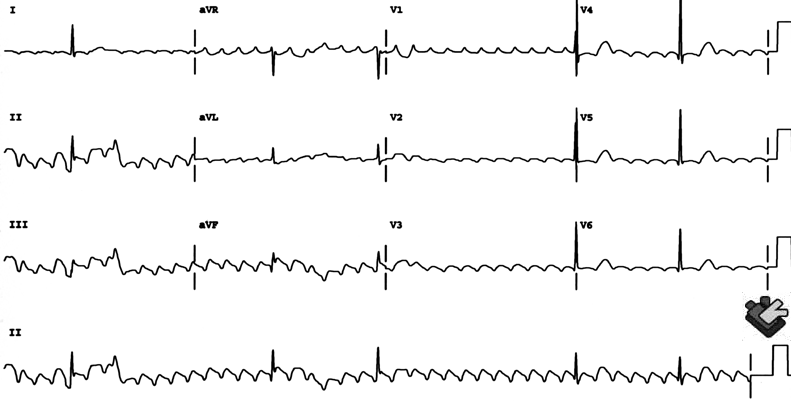 I aVR V1 V4
II aVL V2 V5
III aVF V3 V6
II